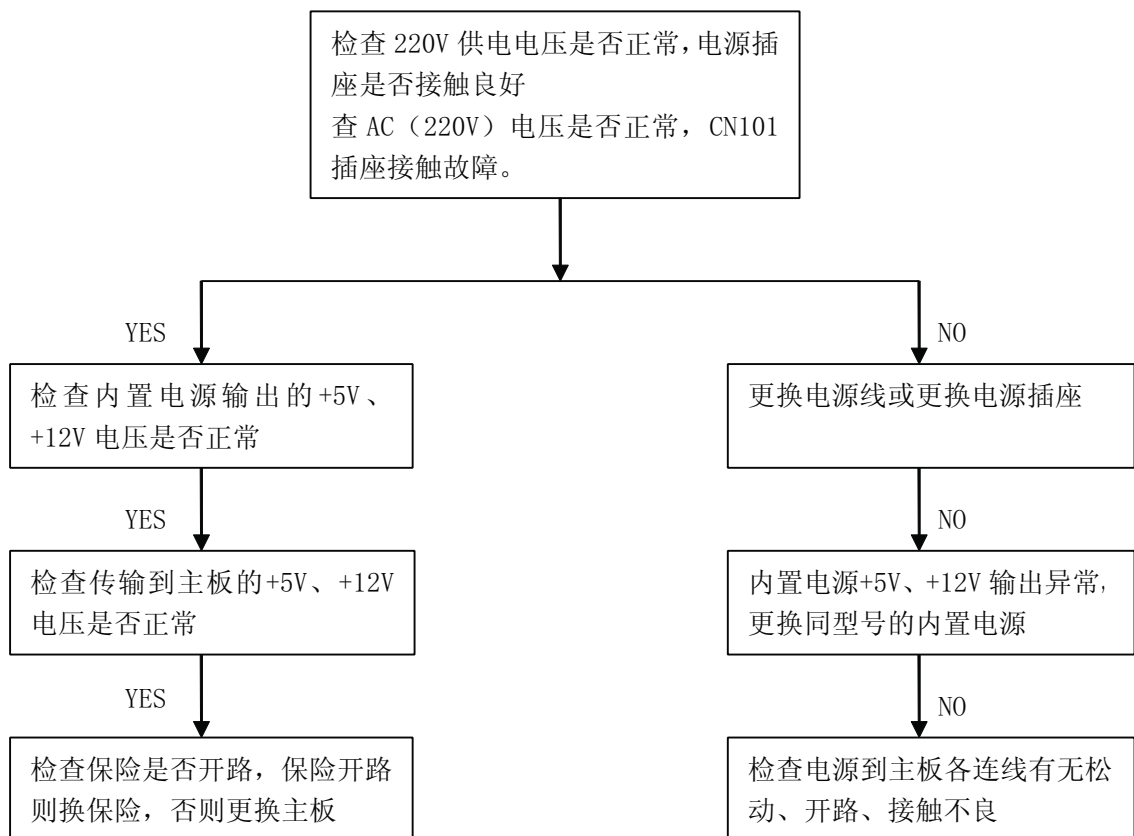 检查 220V 供电电压是否正常,电源插
座是否接触良好
查 AC（220V）电压是否正常，CN101
插座接触故障。
YES
NO
检查内置电源输出的+5V、
+12V 电压是否正常
更换电源线或更换电源插座
YES
NO
检查传输到主板的+5V、+12V
电压是否正常
内置电源+5V、+12V 输出异常,
更换同型号的内置电源
YES
NO
检查保险是否开路，保险开路
则换保险，否则更换主板
检查电源到主板各连线有无松
动、开路、接触不良